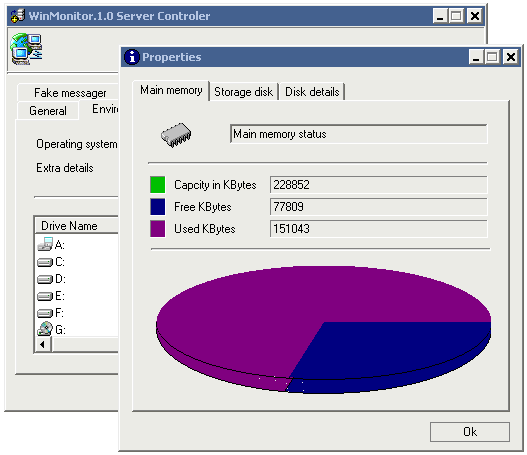 WinMonitor.1.0 Server Controler
Fake messager
General
Operating system
Extra details
Drive Name
A:
C:
D:
E:
F:
G:
Properties
Main memory
Storage disk
Disk details
Main memory status
Capcity in KBytes 228852
Free KBytes 77809
Used KBytes 151043
Ok